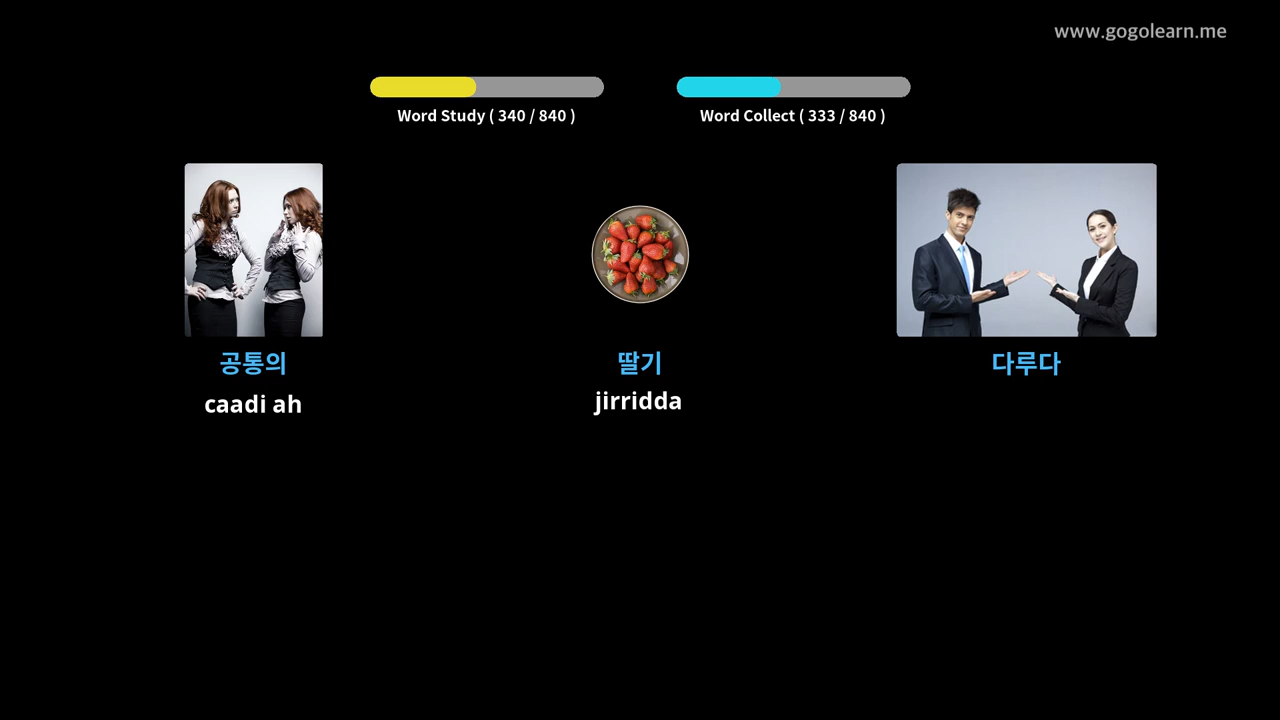 www.gogolearn.me
Word Study ( 340 / 840 )
Word Collect ( 333 / 840 )
공통의
딸기
다루다
caadi ah
jirridda